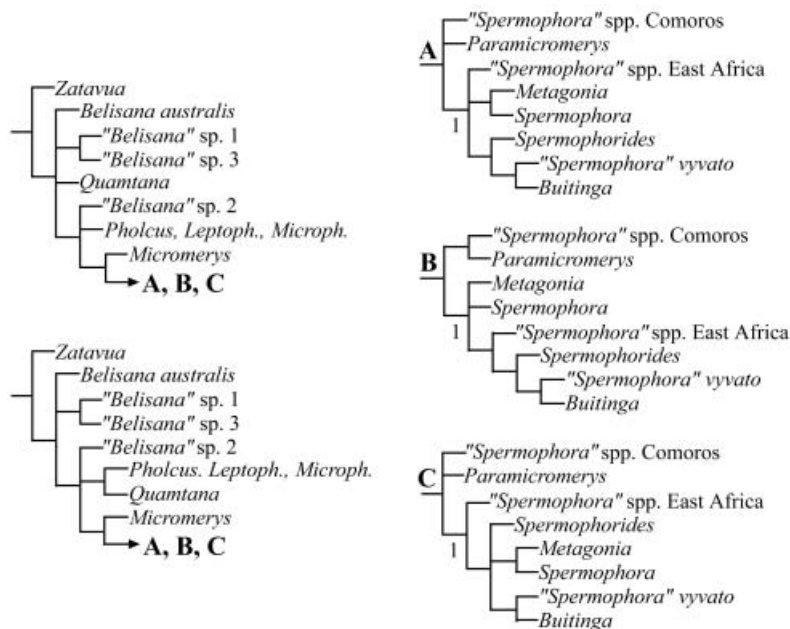 Zatavua
Belisana australis
"Belisana" sp. 1
"Belisana" sp. 3
Quamtana
"Belisana" sp. 2
Pholcus, Leptoph., Microph.
Micromerys
A, B, C
Zatavua
Belisana australis
"Belisana" sp. 1
"Belisana" sp. 3
"Belisana" sp. 2
Pholcus. Leptoph., Microph.
Quamtana
Micromerys
A, B, C
"Spermophora" spp. Comoros
A
Paramicromerys
"Spermophora" spp. East Africa
Metagonia
1
Spermophora
Spermophorides
"Spermophora" vyvato
Buitinga
"Spermophora" spp. Comoros
B
Paramicromerys
Metagonia
Spermophora
1
"Spermophora" spp. East Africa
Spermophorides
"Spermophora" vyvato
Buitinga
"Spermophora" spp. Comoros
C
Paramicromerys
"Spermophora" spp. East Africa
Spermophorides
1
Metagonia
Spermophora
"Spermophora" vyvato
Buitinga